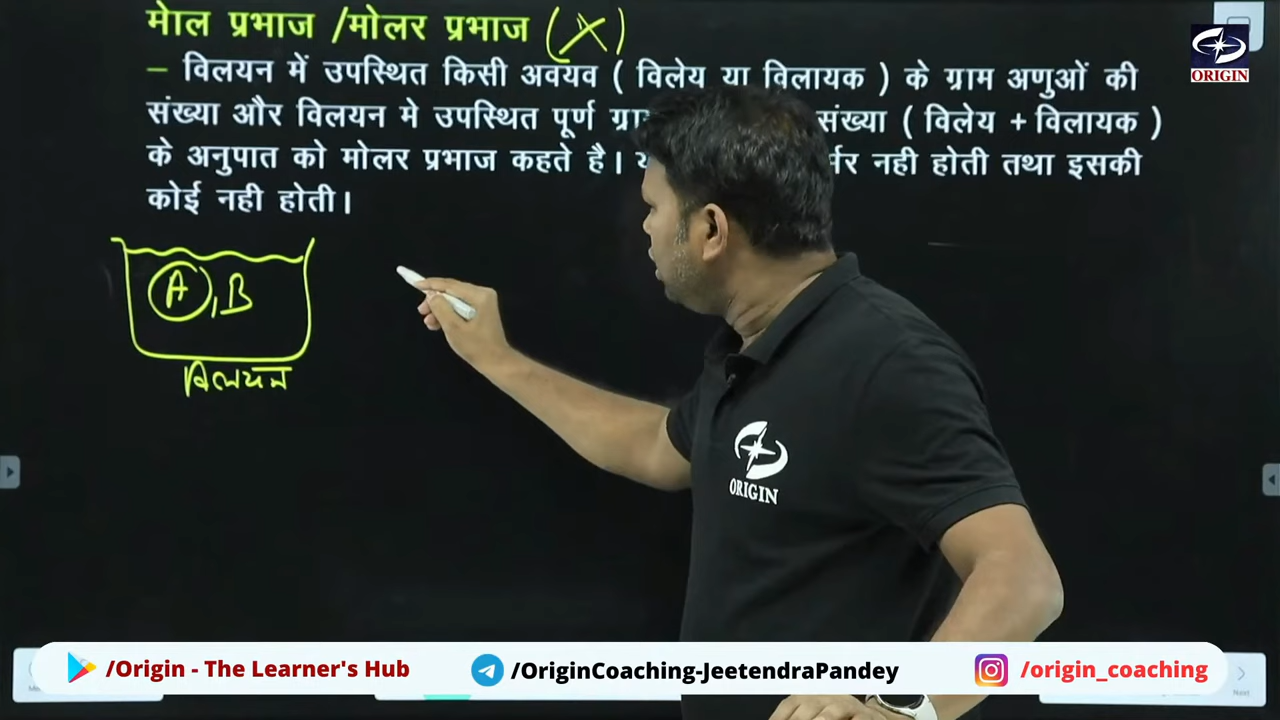 मेाल प्रभाज /मोलर प्रभाज (X)
– विलयन में उपस्थित किसी अवयव ( विलेय या विलायक ) के ग्राम अणुओं की
संख्या और विलयन मे उपस्थित पूर्ण संख्या ( विलेय + विलायक )
के अनुपात को मोलर प्रभाज कहते है। नही होती तथा इसकी
कोई नही होती।
A, B
विलयन
ORIGIN
ORIGIN
/Origin - The Learner's Hub
/OriginCoaching-JeetendraPandey
/origin_coaching
Next